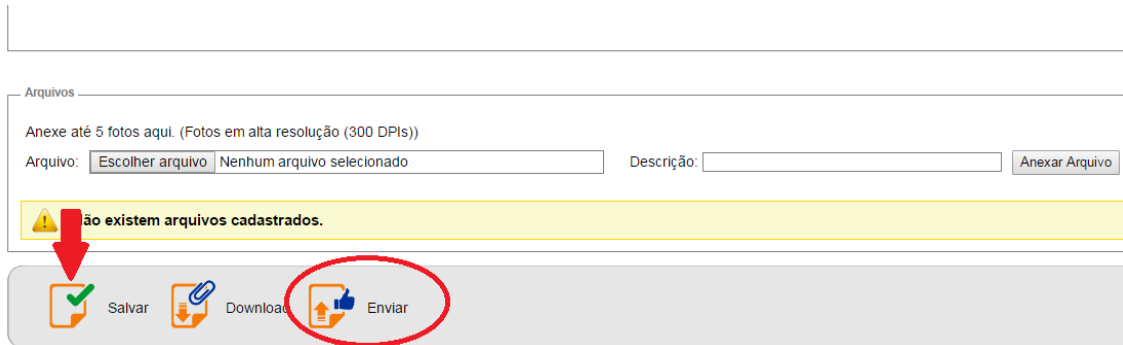 Arquivos
Anexe até 5 fotos aqui. (Fotos em alta resolução (300 DPIs))
Arquivo: Escolher arquivo Nenhum arquivo selecionado Descrição: Anexar Arquivo
ão existem arquivos cadastrados.
Salvar Download Enviar